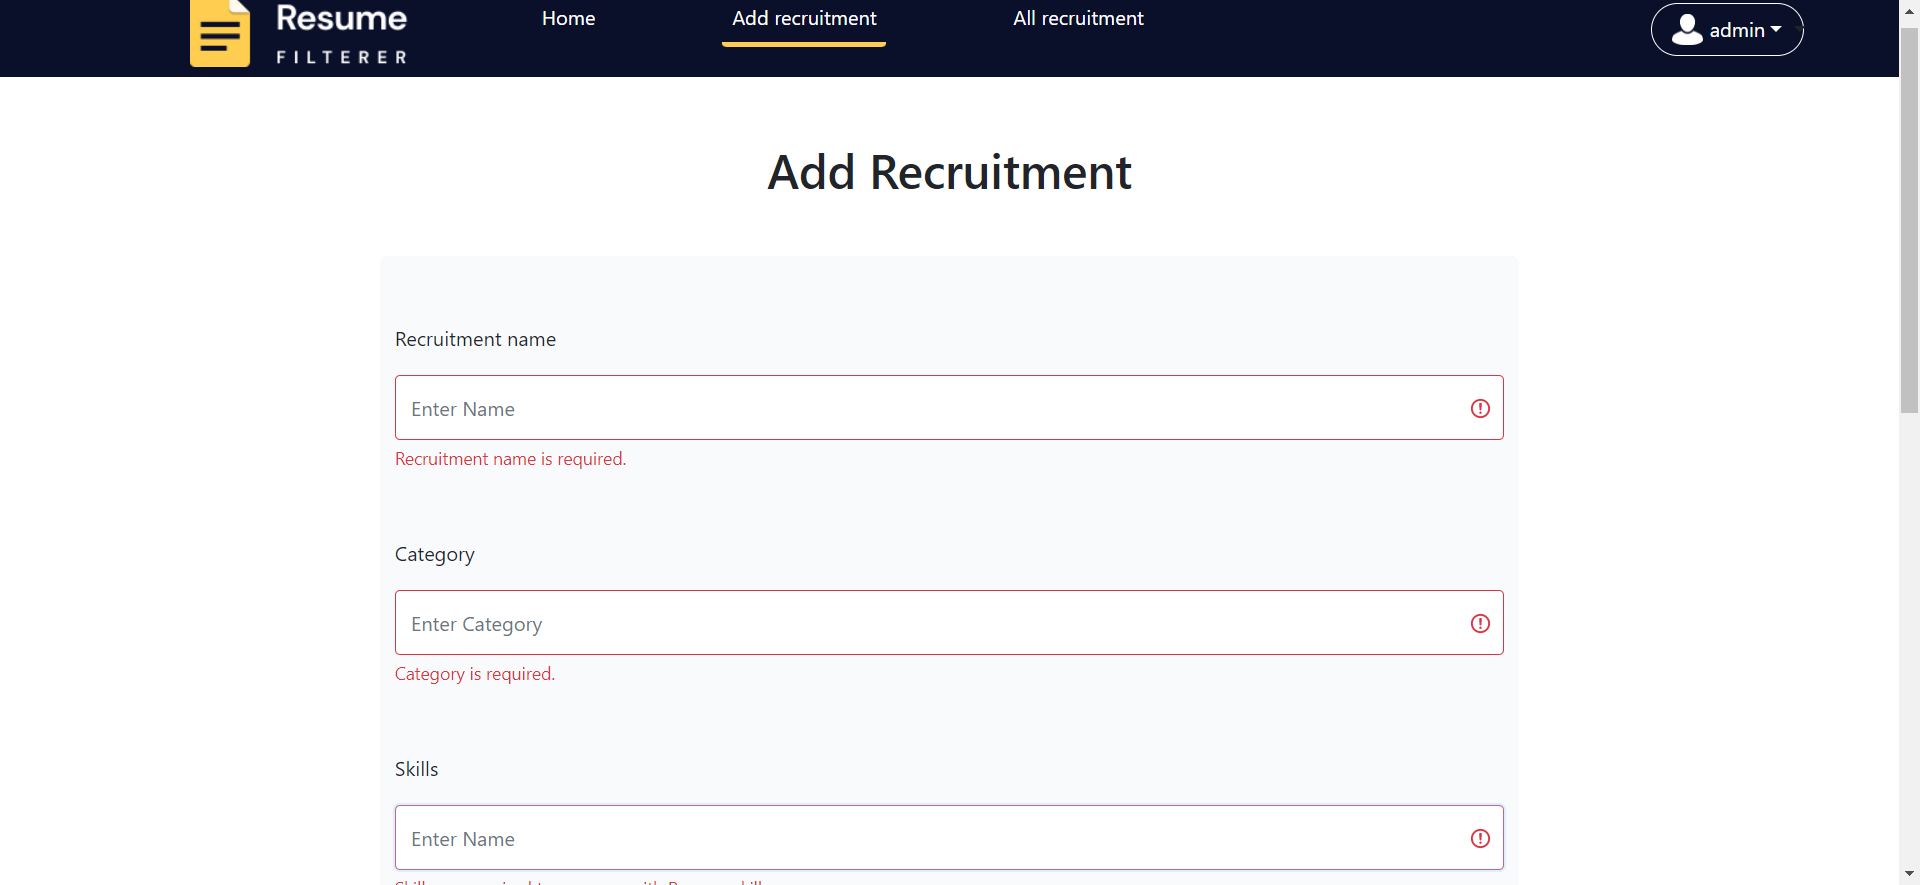 Resume
FILTERER
Home
Add recruitment
All recruitment
admin
Add Recruitment
Recruitment name
Enter Name
Recruitment name is required.
Category
Enter Category
Category is required.
Skills
Enter Name